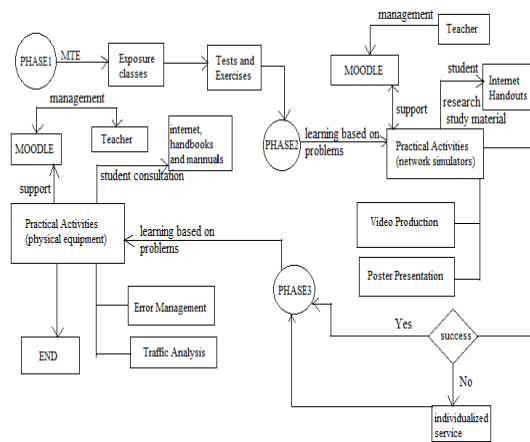 PHASE1
MTE
Exposure
classes
Tests and
Exercises
management
Teacher
MOODLE
support
internet,
handbooks
and mannuals
student consultation
Practical Activities
(physical equipment)
Error Management
Traffic Analysis
END
management
Teacher
MOODLE
support
student
research
study material
Internet
Handouts
PHASE2
learning based on
problems
Practical Activities
(network simulators)
Video Production
Poster Presentation
learning based on
problems
PHASE3
Yes
success
No
individualized
service